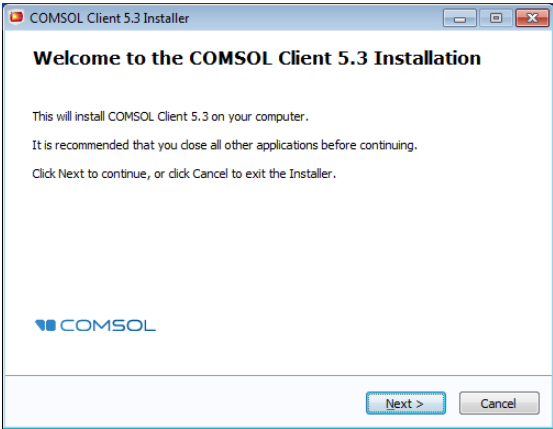 COMSOL Client 5.3 Installer
Welcome to the COMSOL Client 5.3 Installation
This will install COMSOL Client 5.3 on your computer.
It is recommended that you close all other applications before continuing.
Click Next to continue, or click Cancel to exit the Installer.
COMSOL
Next > Cancel